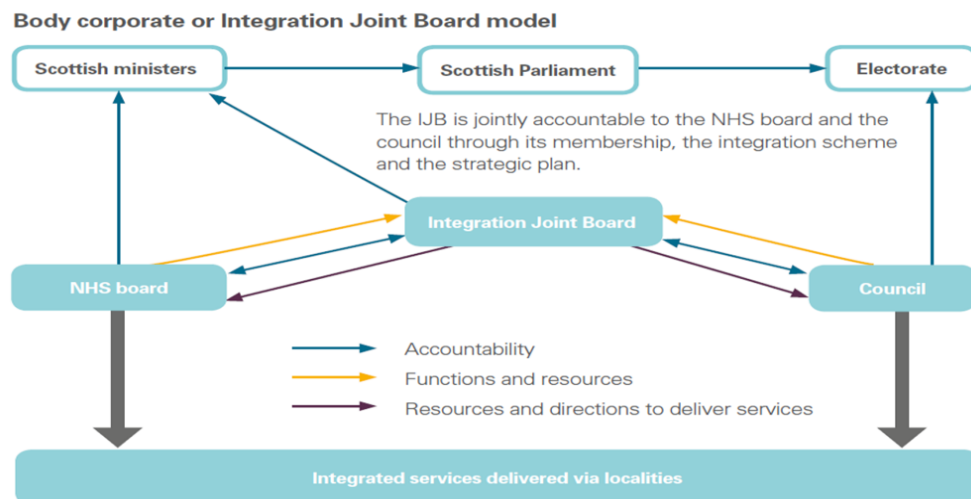 Body corporate or Integration Joint Board model
Scottish ministers
Scottish Parliament
Electorate
The IJB is jointly accountable to the NHS board and the
council through its membership, the integration scheme
and the strategic plan.
Integration Joint Board
NHS board
Council
Accountability
Functions and resources
Resources and directions to deliver services
Integrated services delivered via localities